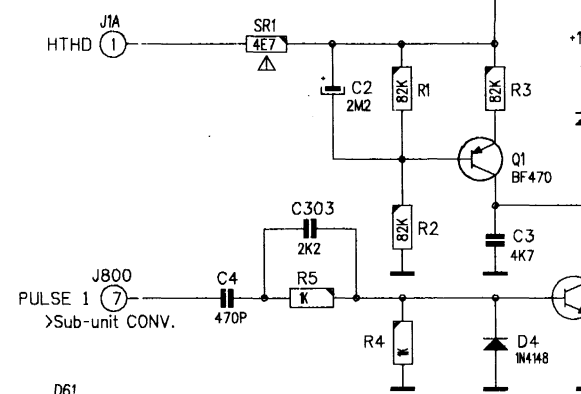 J1A
HTHD 1
SR1
4E7
C2
2M2
82K R1
82K R3
Q1
BF470
C303
2K2
82K R2
C3
4K7
J800
PULSE 1 7
>Sub-unit CONV.
C4
470P
R5
1K
R4 1K
D4
1N4148
D61
+1